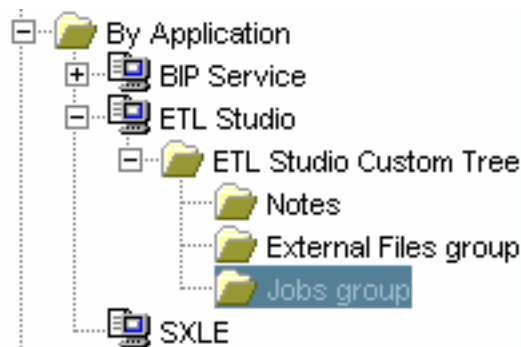 By Application
BIP Service
ETL Studio
ETL Studio Custom Tree
Notes
External Files group
Jobs group
SXLE